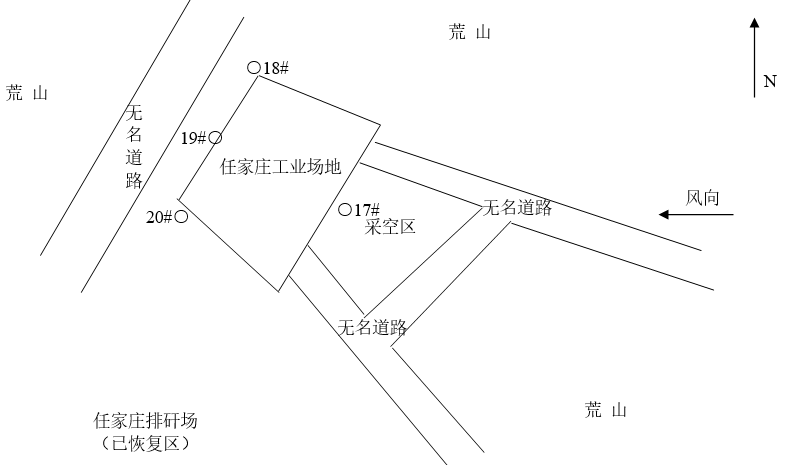 荒 山
18#
N
荒 山
无名道路
19#
任家庄工业场地
风向
17#
无名道路
20#
采空区
无名道路
荒 山
任家庄排矸场
（已恢复区）